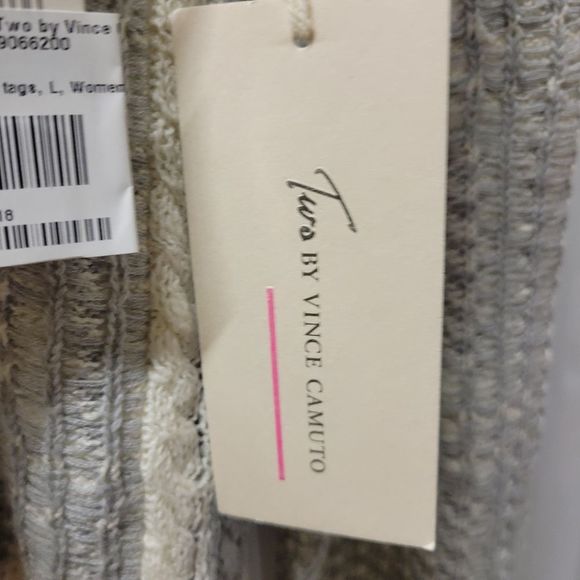 Two by Vince
9066200
tags, L, Women
18
Two BY VINCE CAMUTO